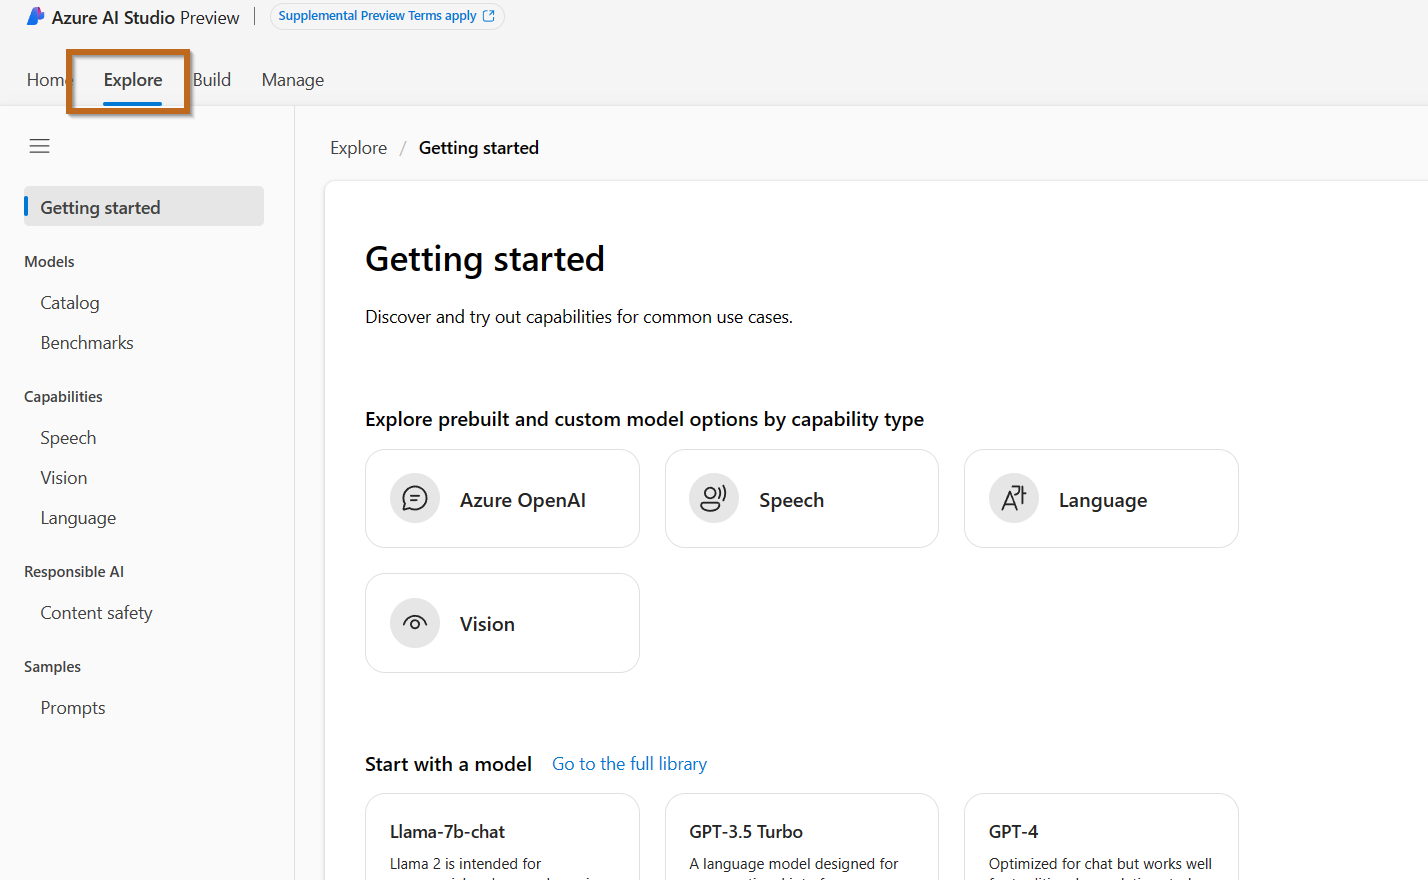 Azure AI Studio Preview
Supplemental Preview Terms apply
Home Explore Build Manage
Explore / Getting started
Getting started
Models
Catalog
Benchmarks
Capabilities
Speech
Vision
Language
Responsible AI
Content safety
Samples
Prompts
Getting started
Discover and try out capabilities for common use cases.
Explore prebuilt and custom model options by capability type
Azure OpenAI
Speech
Language
Vision
Start with a model Go to the full library
Llama-7b-chat
Llama 2 is intended for
GPT-3.5 Turbo
A language model designed for
GPT-4
Optimized for chat but works well